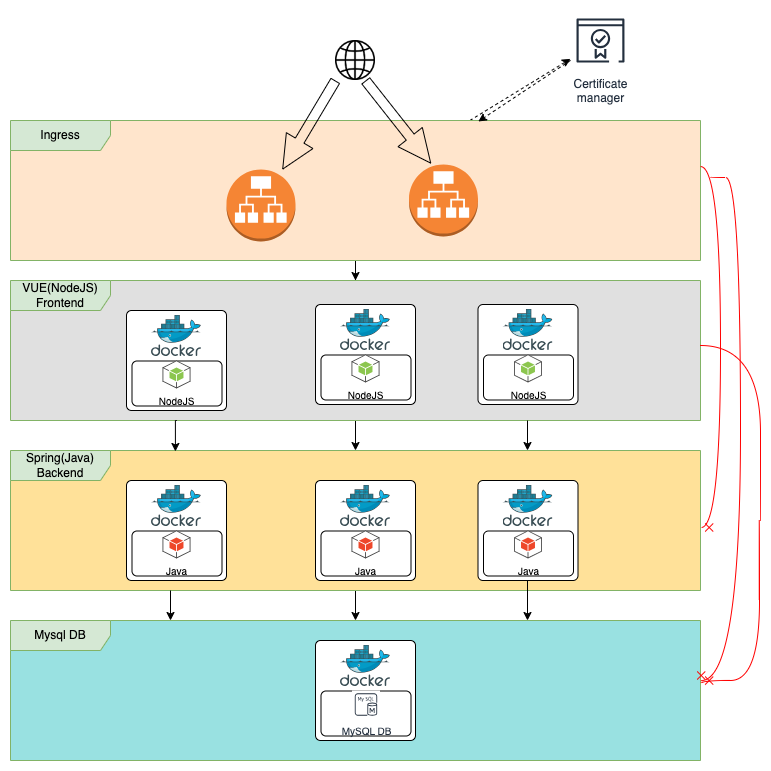 Certificate
manager
Ingress
VUE(NodeJS)
Frontend
docker
docker
docker
NodeJS
NodeJS
NodeJS
Spring(Java)
Backend
docker
docker
docker
Java
Java
Java
Mysql DB
docker
My SQL
M
MySQL DB